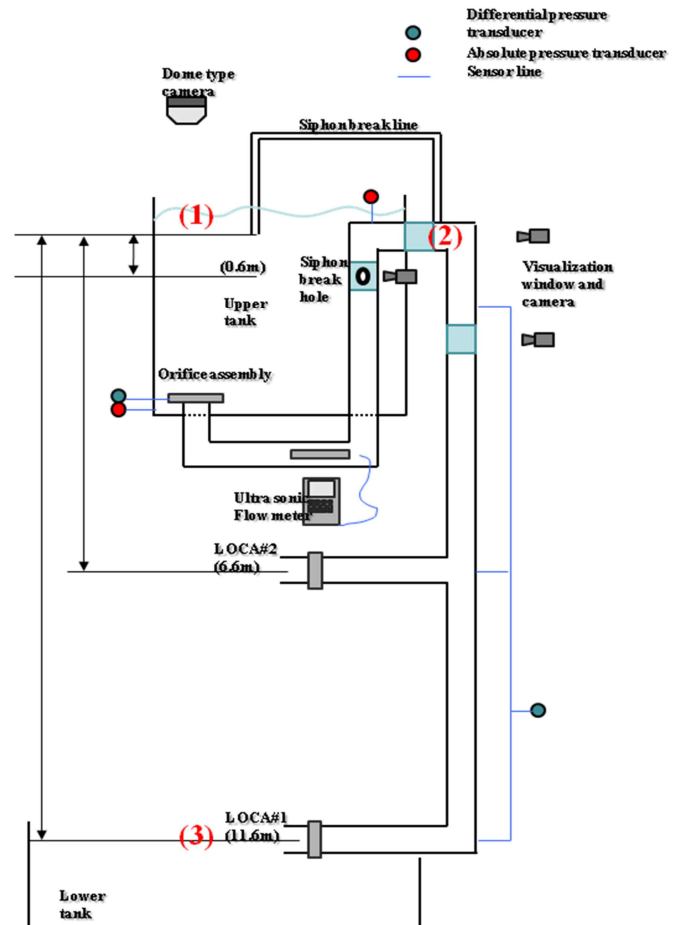 Differential pressure
transducer
Absolute pressure transducer
Sensor line
Dome type
camera
Siphon break line
(1)
(2)
(0.6m)
Siphon
break
hole
Visualization
window and
camera
Upper
tank
Orifice assembly
Ultra sonic
Flow meter
LOCA#2
(6.6m)
LOCA#1
(3)
(11.6m)
Lower
tank